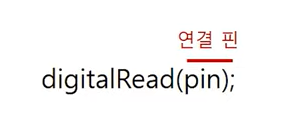 연결 핀
digitalRead(pin);